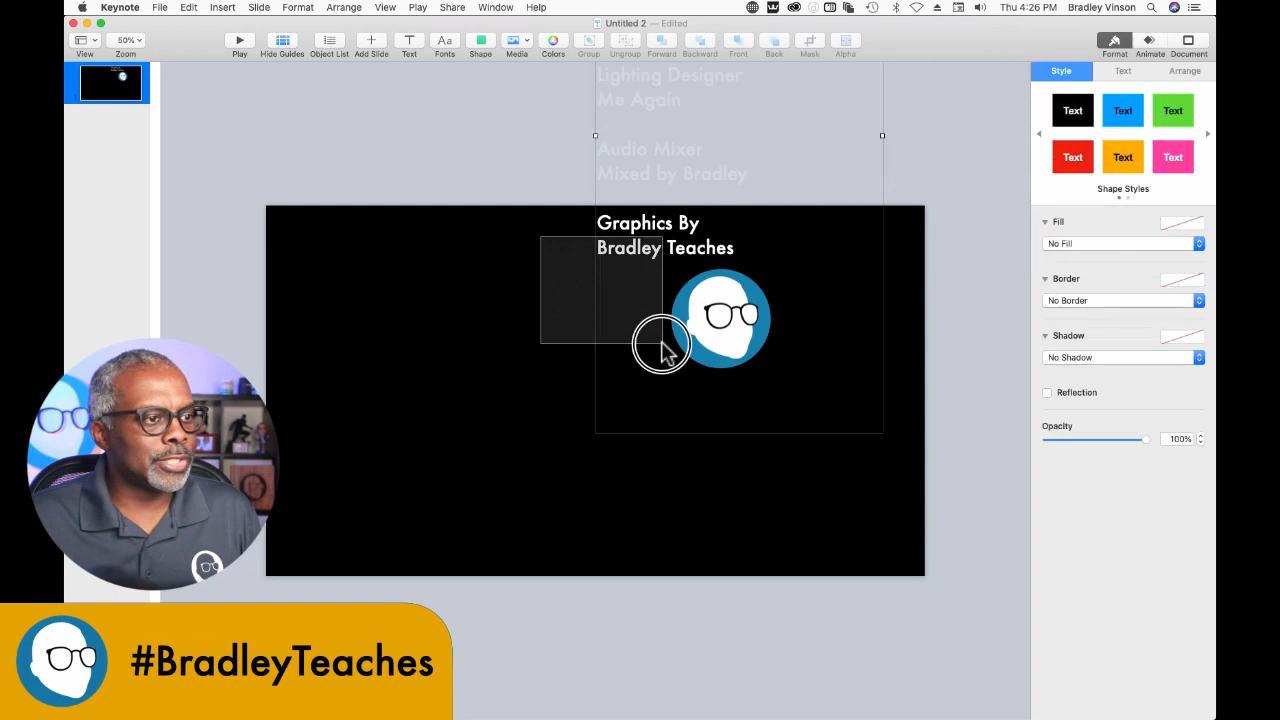 Keynote File Edit Insert Slide Format Arrange View Play Share Window Help Thu 4:26 PM Bradley Vinson
Untitled 2 — Edited
50%
View Zoom Play Hide Guides Object List Add Slide Text Fonts Shape Media Colors Group Ungroup Forward Backward Front Back Mask Alpha Format Animate Document
Style Text Arrange
Lighting Designer
Me Again
Audio Mixer
Mixed by Bradley
Graphics By
Bradley Teaches
Text Text Text
Text Text Text
Shape Styles
Fill
No Fill
Border
No Border
Shadow
No Shadow
Reflection
Opacity
100%
#BradleyTeaches